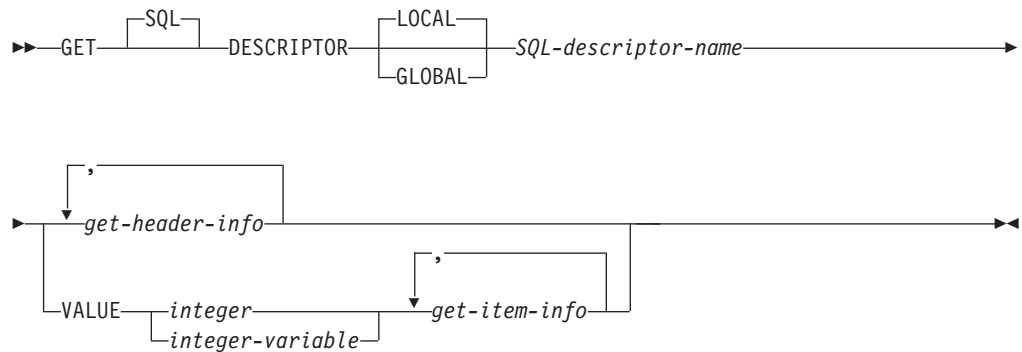 SQL LOCAL
GET DESCRIPTOR SQL-descriptor-name
GLOBAL
,
get-header-info
,
VALUE integer get-item-info
integer-variable